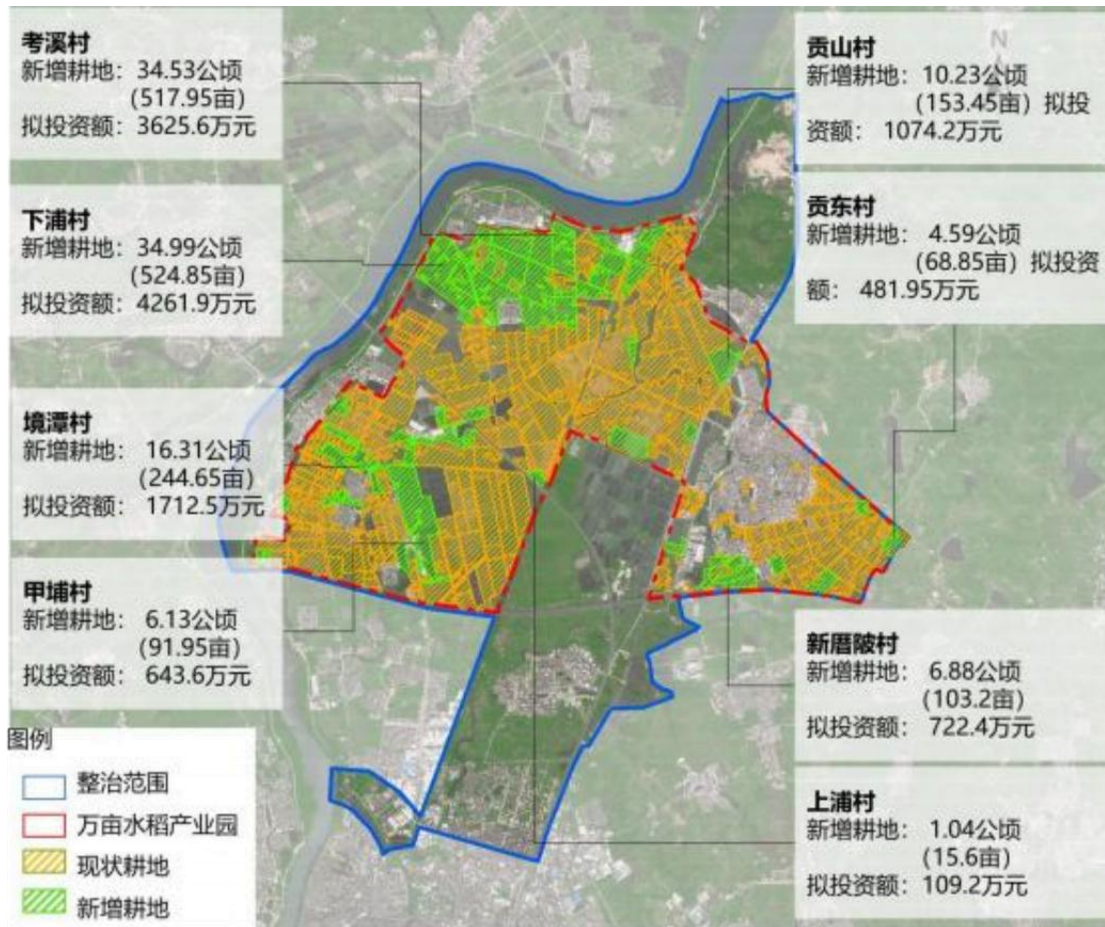 考溪村
新增耕地：34.53公顷
(517.95亩)
拟投资额：3625.6万元
下浦村
新增耕地：34.99公顷
(524.85亩)
拟投资额：4261.9万元
境潭村
新增耕地：16.31公顷
(244.65亩)
拟投资额：1712.5万元
甲埔村
新增耕地：6.13公顷
(91.95亩)
拟投资额：643.6万元
图例
整治范围
万亩水稻产业园
现状耕地
新增耕地
N
贡山村
新增耕地：10.23公顷
(153.45亩）拟投
资额：1074.2万元
贡东村
新增耕地：4.59公顷
(68.85亩）拟投资
额：481.95万元
新厝陂村
新增耕地：6.88公顷
(103.2亩)
拟投资额：722.4万元
上浦村
新增耕地：1.04公顷
(15.6亩)
拟投资额：109.2万元